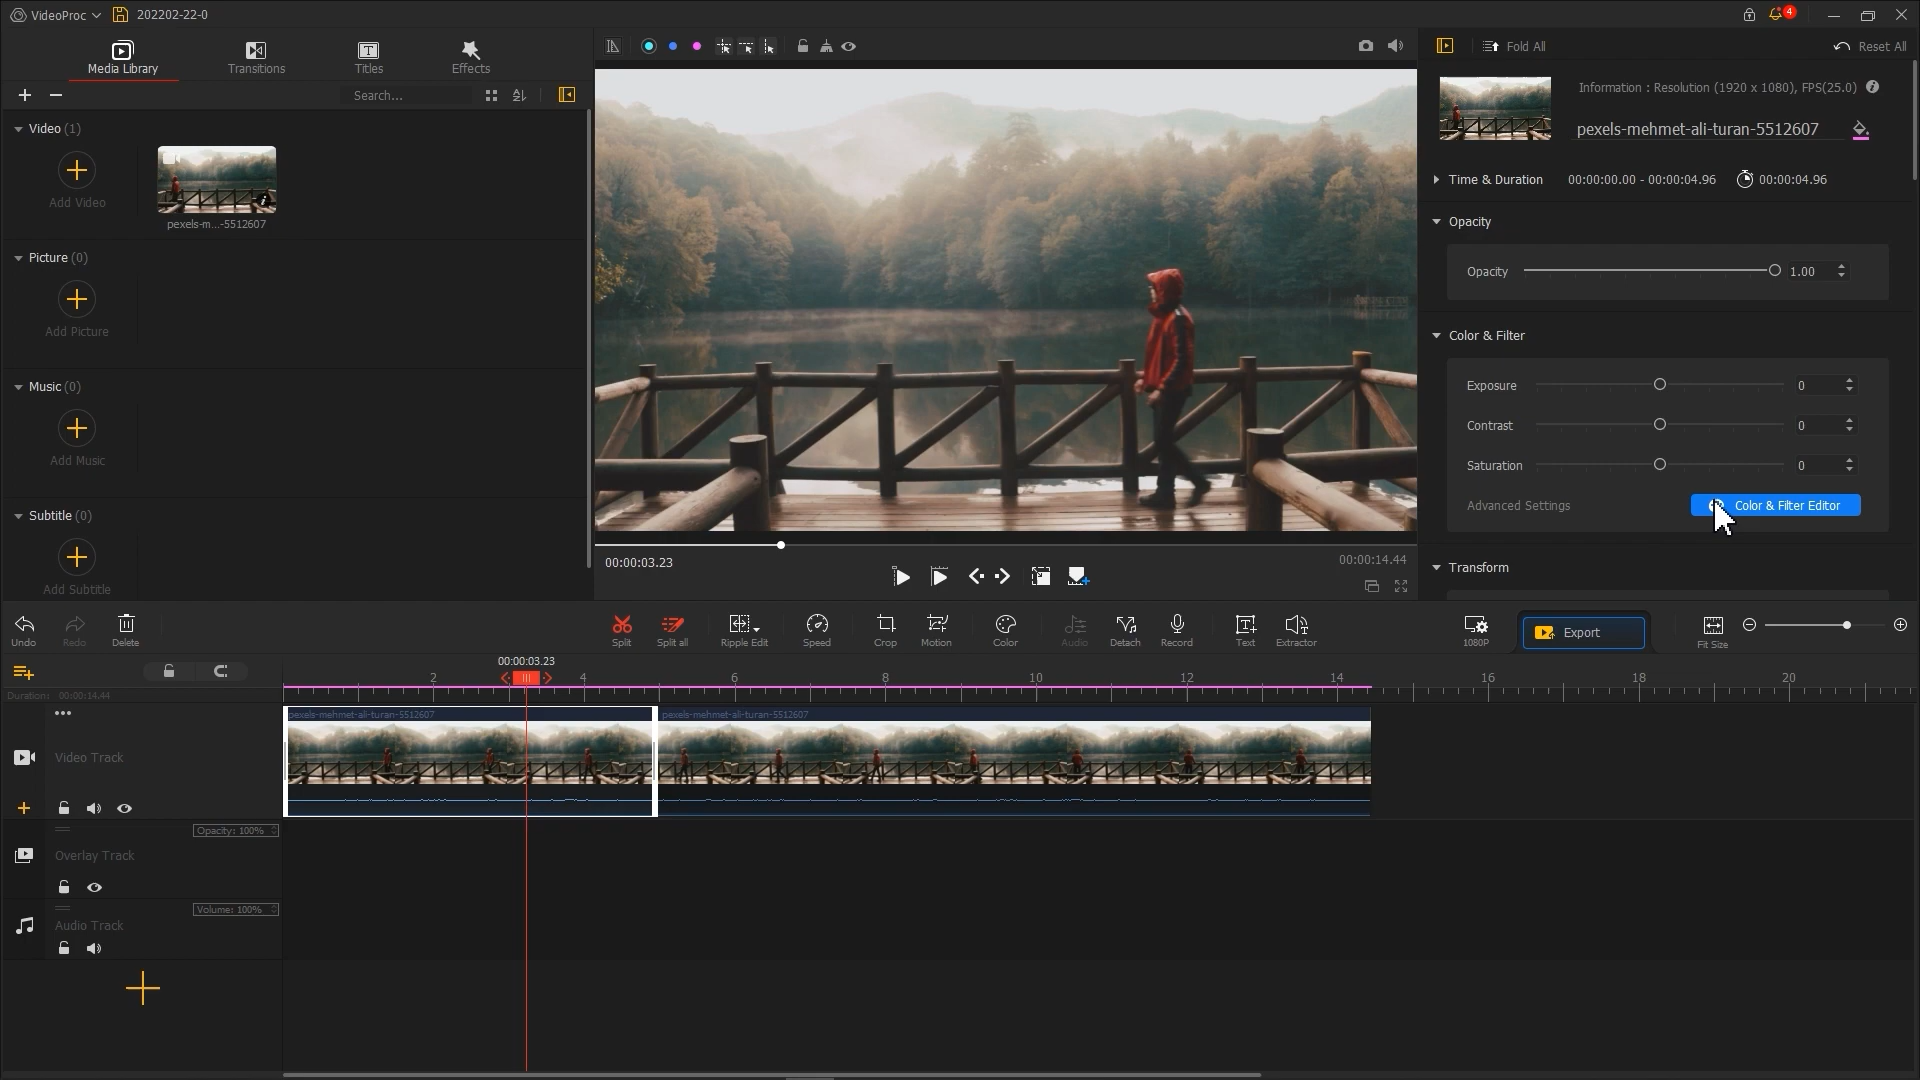 VideoProc
202202-22-0
4
Media Library
Transitions
Titles
Effects
Search...
Video (1)
Add Video
pexels-m...-5512607
Picture (0)
Add Picture
Music (0)
Add Music
Subtitle (0)
Add Subtitle
00:00:03.23
00:00:14.44
Fold All
Reset All
Information : Resolution (1920 x 1080), FPS(25.0)
pexels-mehmet-ali-turan-5512607
Time & Duration
00:00:00.00 - 00:00:04.96
00:00:04.96
Opacity
Opacity
1.00
Color & Filter
Exposure
0
Contrast
0
Saturation
0
Advanced Settings
Color & Filter Editor
Transform
Undo
Redo
Delete
Split
Split all
Ripple Edit
Speed
Crop
Motion
Color
Audio
Detach
Record
Text
Extractor
1080P
Export
Fit Size
00:00:03.23
2
4
6
8
10
12
14
16
18
20
Duration: 00:00:14.44
pexels-mehmet-ali-turan-5512607
pexels-mehmet-ali-turan-5512607
Video Track
Opacity: 100%
Overlay Track
Volume: 100%
Audio Track